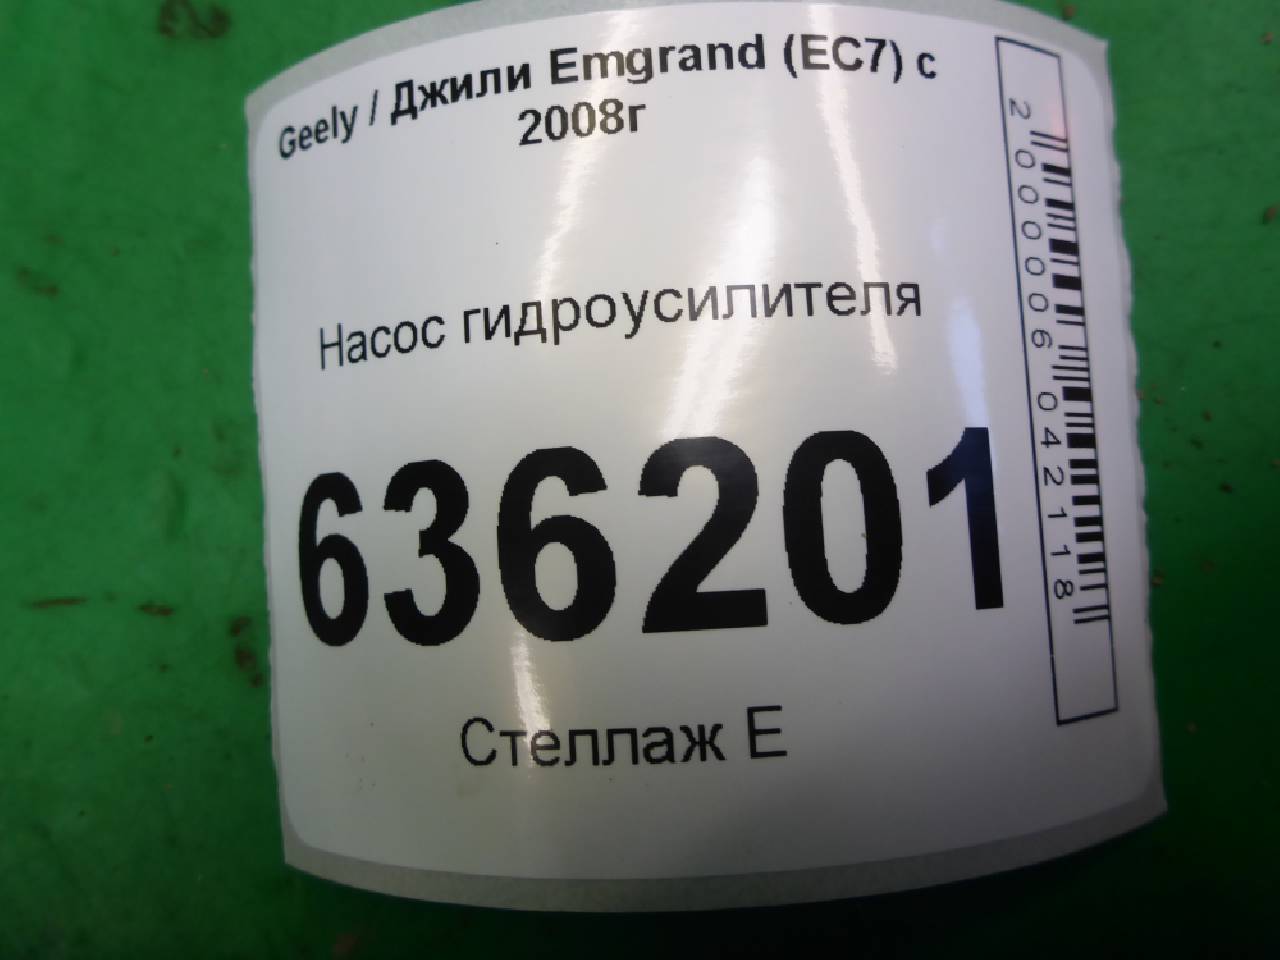 Geely / Джили Emgrand (EC7) с
2008г
Насос гидроусилителя
636201
Стеллаж Е
2000006042118